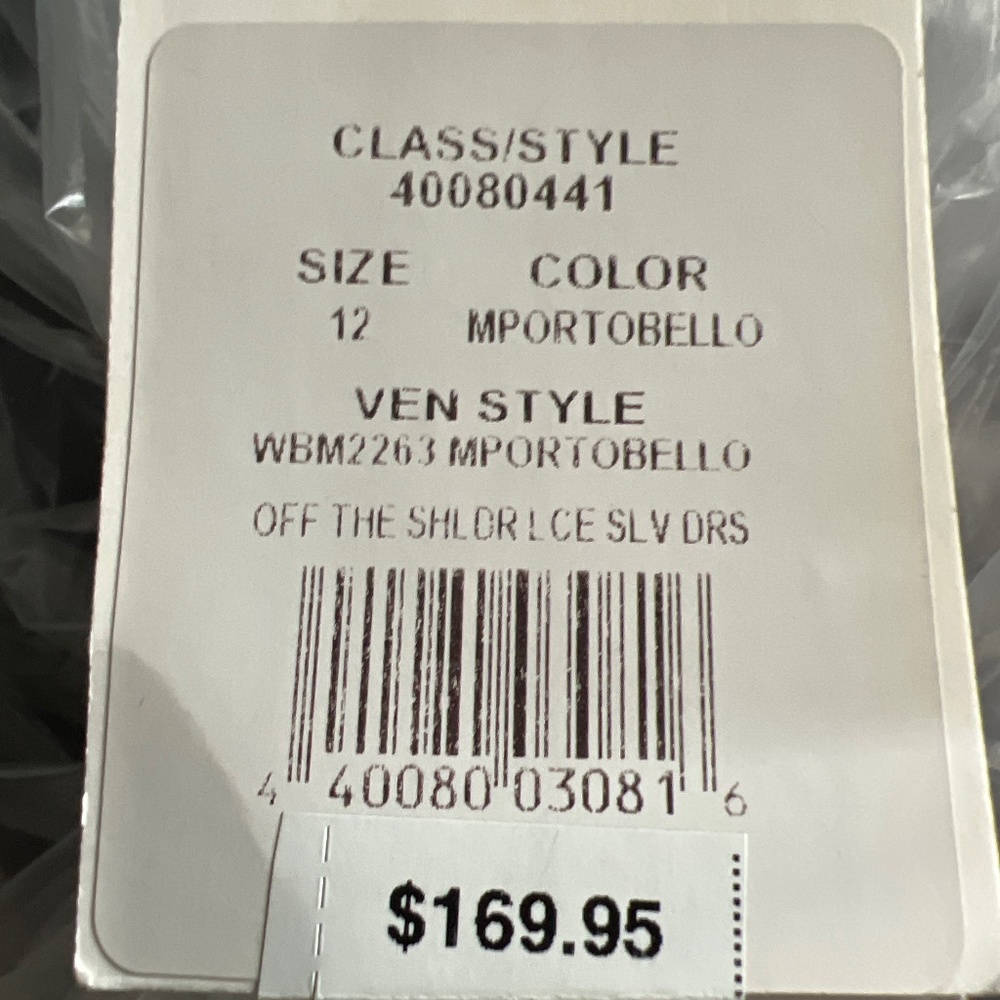 CLASS/STYLE
40080441
SIZE COLOR
12 MPORTOBELLO
VEN STYLE
WBM2263 MPORTOBELLO
OFF THE SHLDR LCE SLV DRS
4 40080 03081 6
$169.95